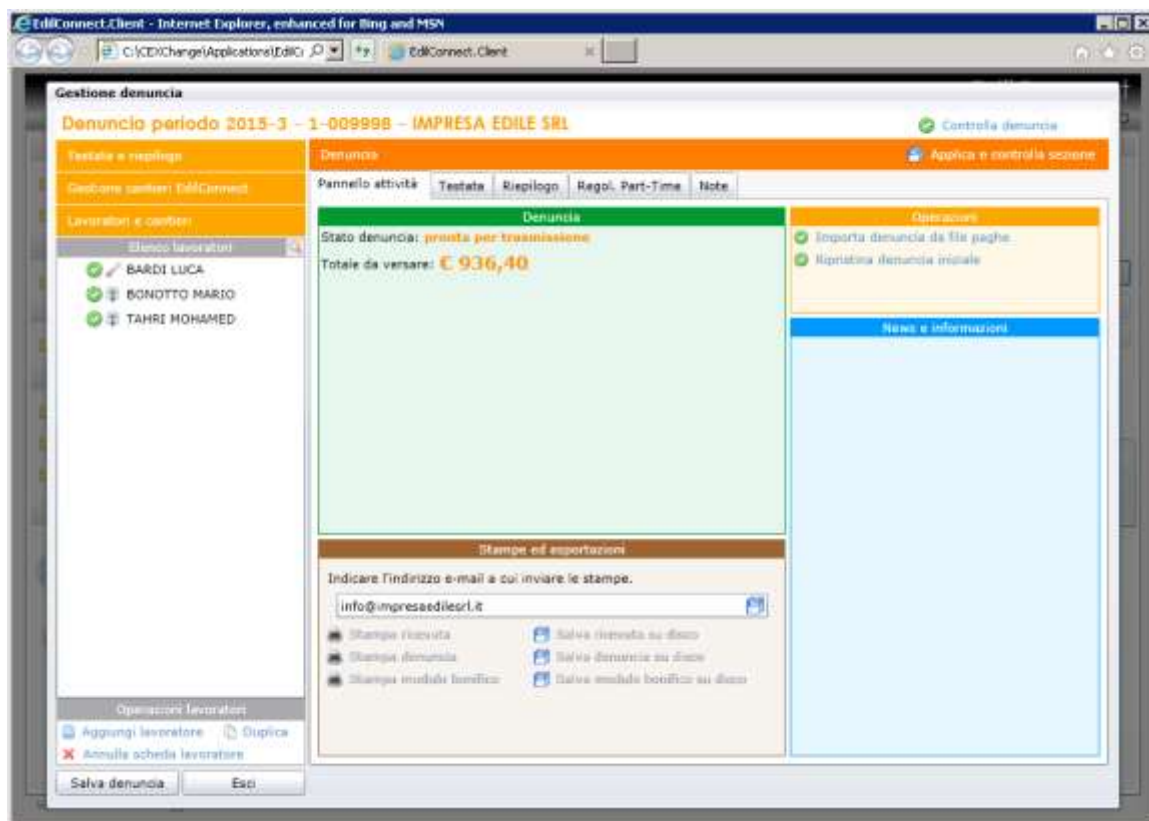 EdilConnect.Client - Internet Explorer, enhanced for Bing and MSN
C:\CEXChange\Applications\EdilCo
EdilConnect.Client
Gestione denuncia
Denuncia periodo 2015-3 - 1-009998 - IMPRESA EDILE SRL
Controlla denuncia
Testata e riepilogo
Denuncia
Applica e controlla sezione
Gestione cantieri EdilConnect
Pannello attività
Testata
Riepilogo
Regol. Part-Time
Note
Lavoratori e cantieri
Elenco lavoratori
BARDI LUCA
BONOTTO MARIO
TAHRI MOHAMED
Denuncia
Stato denuncia: pronta per trasmissione
Totale da versare: € 936,40
Operazioni
Importa denuncia da file paghe
Ripristina denuncia iniziale
News e informazioni
Stampe ed esportazioni
Indicare l'indirizzo e-mail a cui inviare le stampe.
info@impresaedilesrl.it
Stampa ricevuta
Salva ricevuta su disco
Stampa denuncia
Salva denuncia su disco
Stampa modulo bonifico
Salva modulo bonifico su disco
Operazioni lavoratori
Aggiungi lavoratore
Duplica
Annulla scheda lavoratore
Salva denuncia
Esci